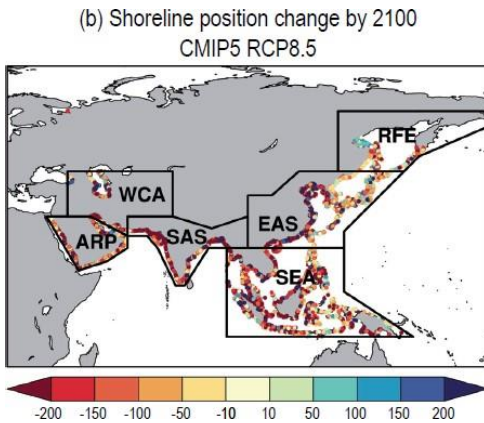 (b) Shoreline position change by 2100
CMIP5 RCP8.5
RFE
WCA
EAS
ARP
SAS
SEA
-200 -150 -100 -50 -10 10 50 100 150 200